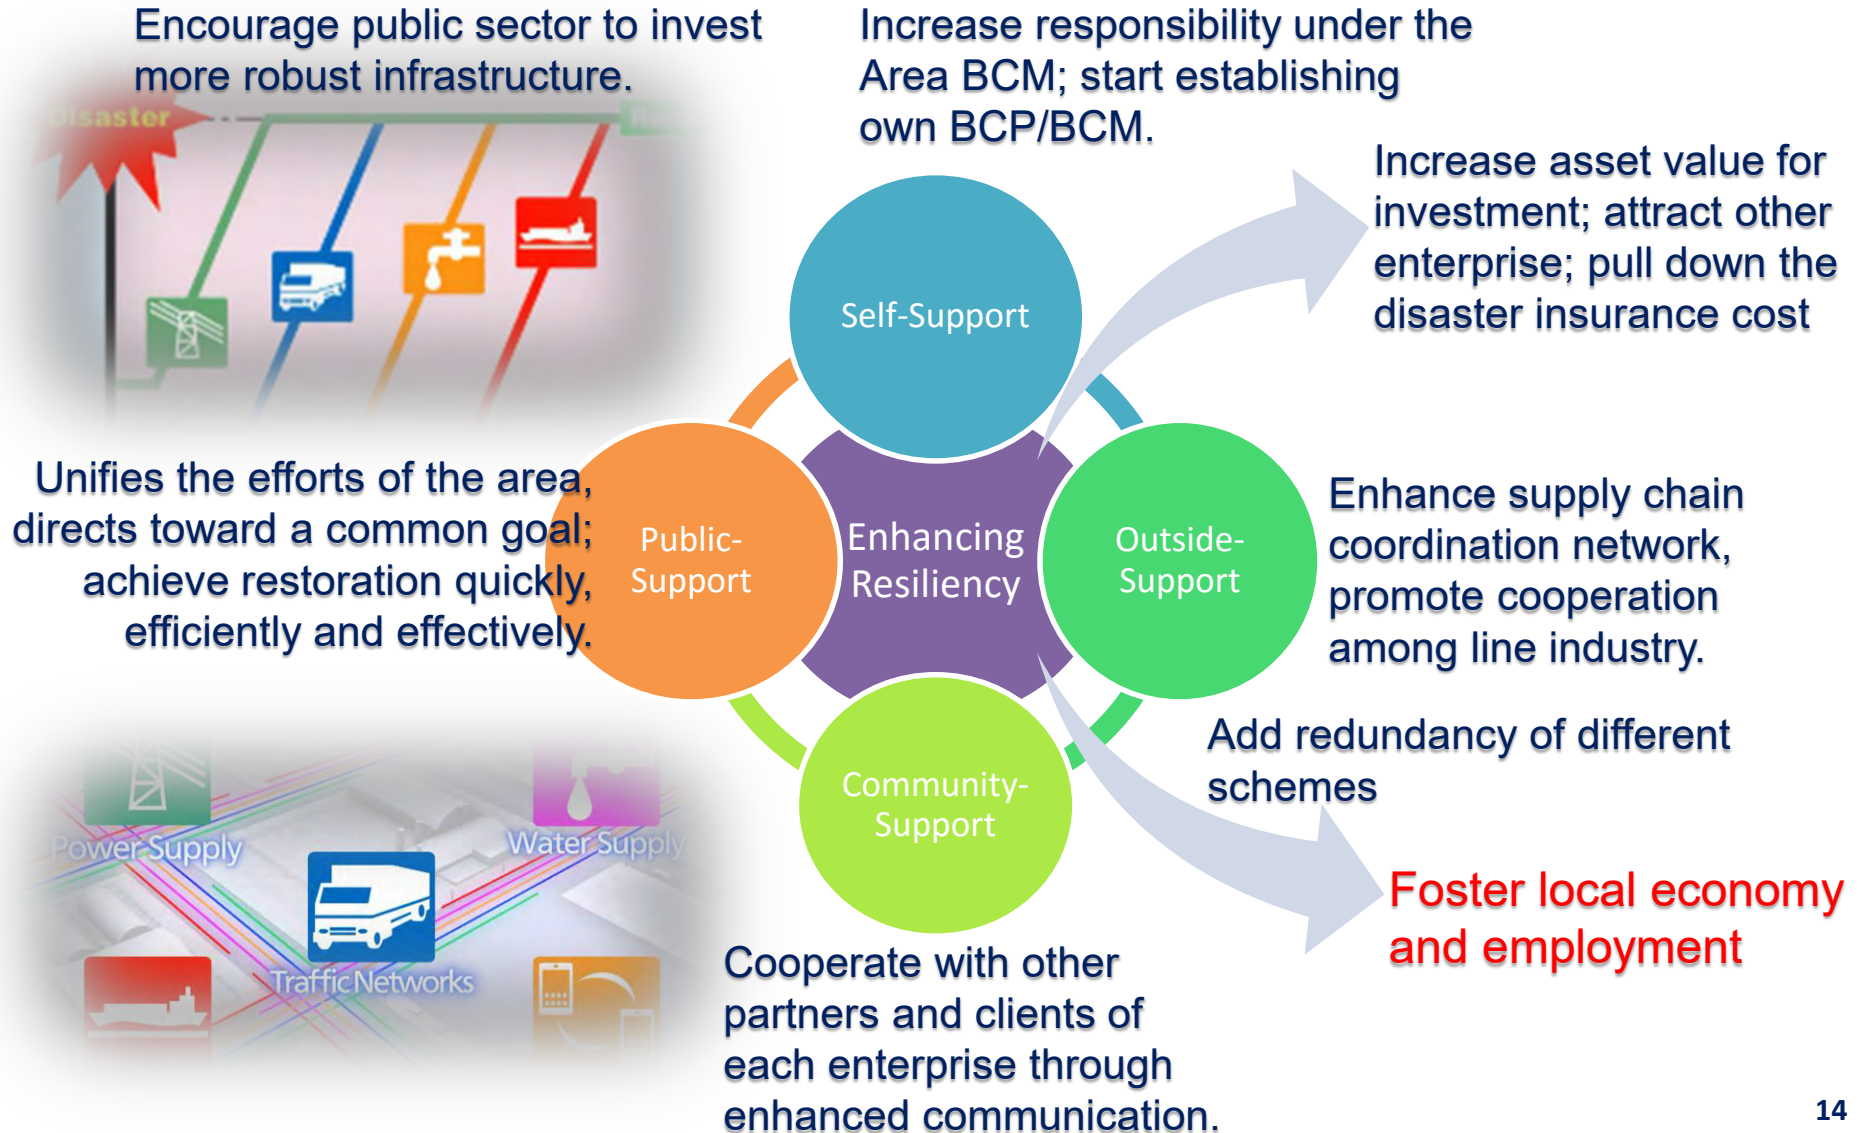 Encourage public sector to invest
more robust infrastructure.
Increase responsibility under the
Area BCM; start establishing
own BCP/BCM.
Disaster
Increase asset value for
investment; attract other
enterprise; pull down the
disaster insurance cost
Self-Support
Unifies the efforts of the area,
directs toward a common goal;
achieve restoration quickly,
efficiently and effectively.
Public-
Support
Enhancing
Resiliency
Outside-
Support
Enhance supply chain
coordination network,
promote cooperation
among line industry.
Community-
Support
Add redundancy of different
schemes
Foster local economy
and employment
Power Supply
Water Supply
Traffic Networks
Cooperate with other
partners and clients of
each enterprise through
enhanced communication.
14